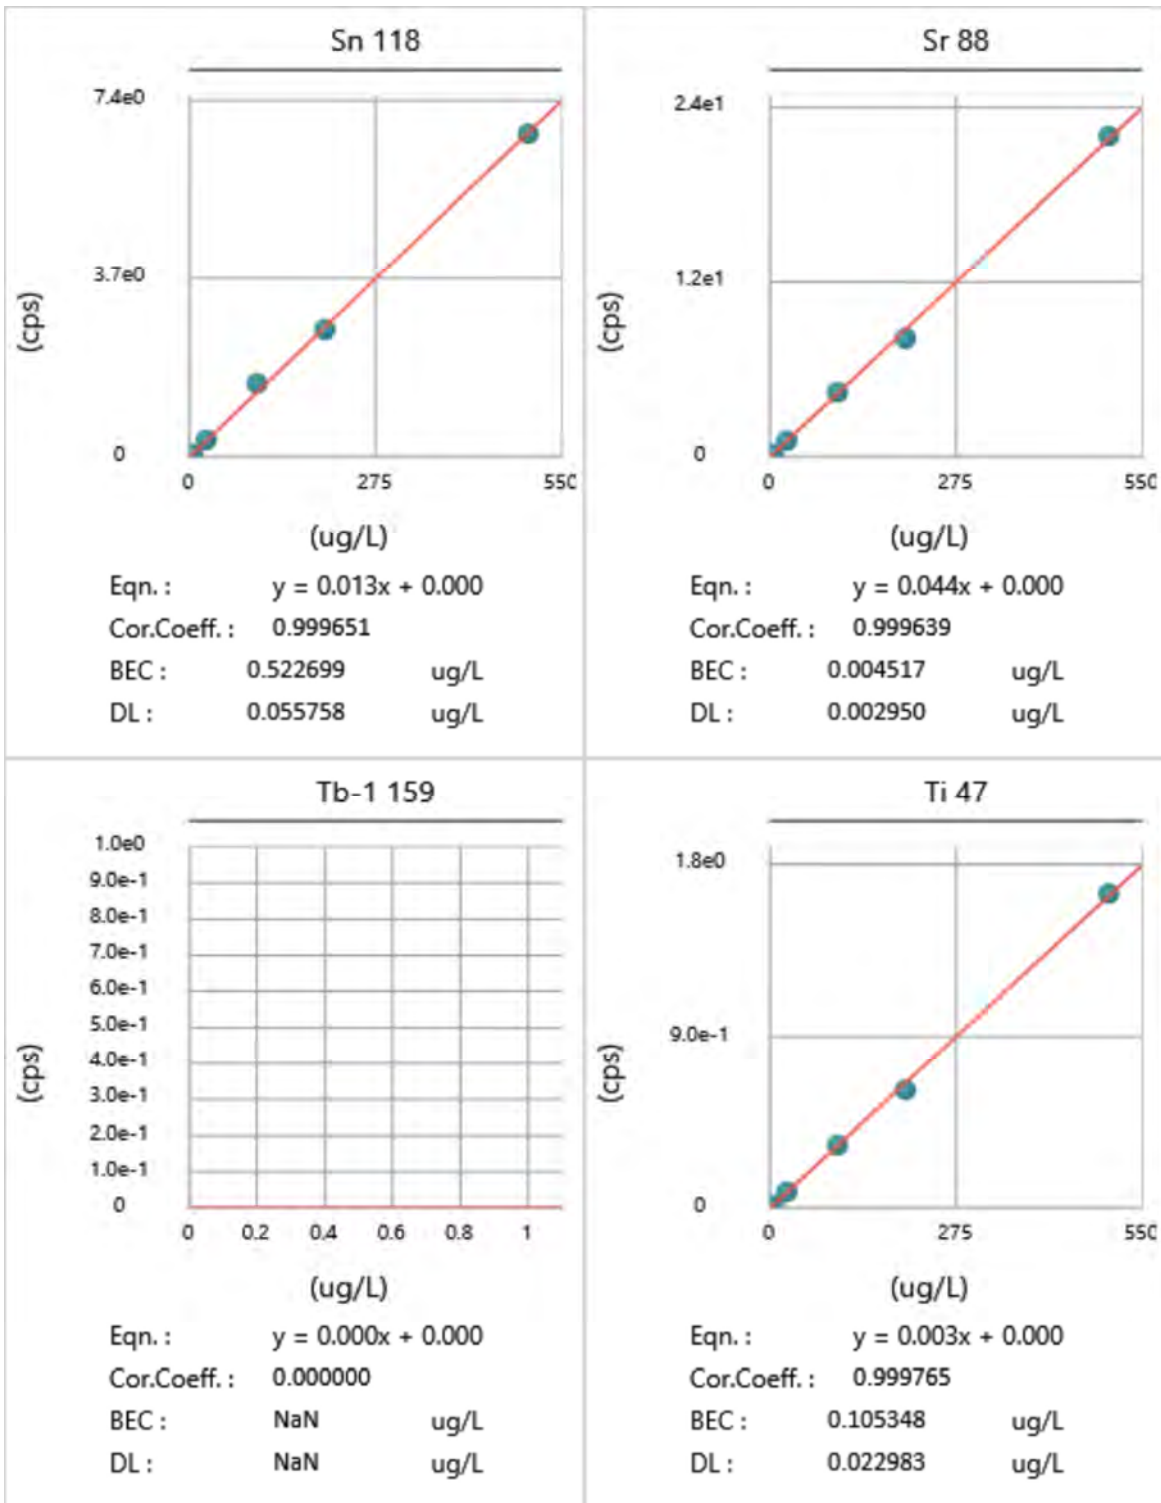 Sn 118
7.4e0
3.7e0
0
(cps)
0 275 550
(ug/L)
Eqn. : y = 0.013x + 0.000
Cor.Coeff. : 0.999651
BEC : 0.522699 ug/L
DL : 0.055758 ug/L
Sr 88
2.4e1
1.2e1
0
(cps)
0 275 550
(ug/L)
Eqn. : y = 0.044x + 0.000
Cor.Coeff. : 0.999639
BEC : 0.004517 ug/L
DL : 0.002950 ug/L
Tb-1 159
1.0e0
9.0e-1
8.0e-1
7.0e-1
6.0e-1
5.0e-1
4.0e-1
3.0e-1
2.0e-1
1.0e-1
0
(cps)
0 0.2 0.4 0.6 0.8 1
(ug/L)
Eqn. : y = 0.000x + 0.000
Cor.Coeff. : 0.000000
BEC : NaN ug/L
DL : NaN ug/L
Ti 47
1.8e0
9.0e-1
0
(cps)
0 275 550
(ug/L)
Eqn. : y = 0.003x + 0.000
Cor.Coeff. : 0.999765
BEC : 0.105348 ug/L
DL : 0.022983 ug/L